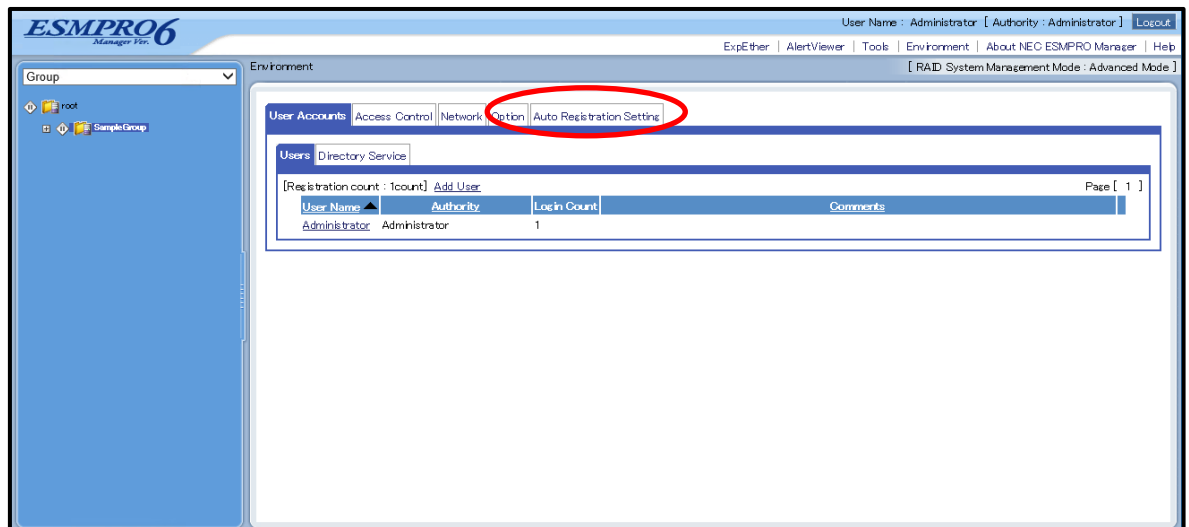 ESMPRO6
Manager Ver.
User Name : Administrator [ Authority : Administrator ] Logout
ExpEther | AlertViewer | Tools | Environment | About NEC ESMPRO Manager | Help
Group
Environment
[ RAID System Management Mode : Advanced Mode ]
root
SampleGroup
User Accounts Access Control Network Option Auto Registration Setting
Users Directory Service
[Registration count : 1count] Add User
Page [ 1 ]
User Name ▲ Authority Login Count Comments
Administrator Administrator 1